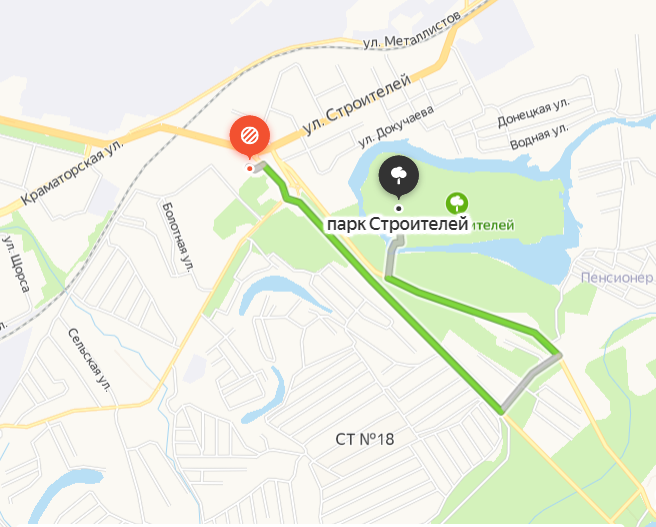 ул. Металлистов
ул. Строителей
ул. Докучаева
Донецкая ул.
Водная ул.
Краматорская ул.
парк Строителей
Болотная ул.
ул. Щорса
Пенсионер
л.
Сельская ул.
СТ №18